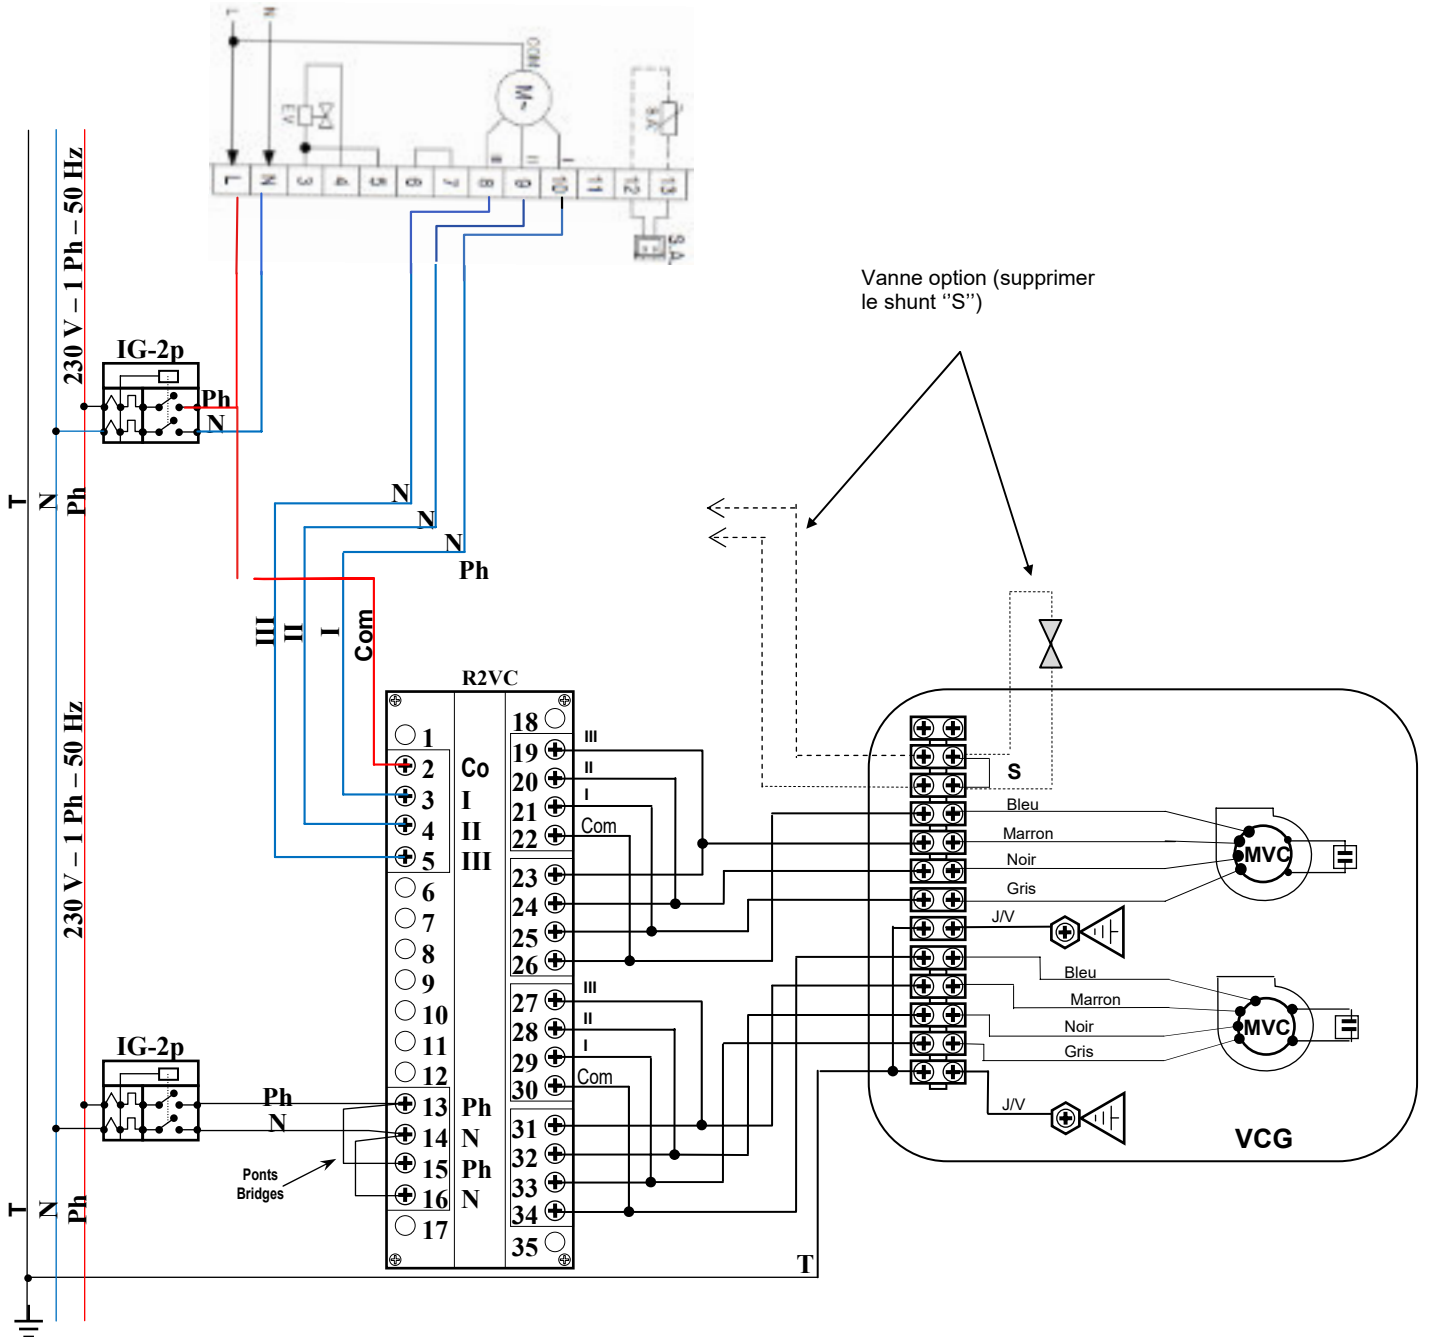 L N
COM
M~
E.V
S.A.
III II I
L N 3 4 5 6 7 8 9 10 11 12 13
S.A.
230 V – 1 Ph – 50 Hz
Vanne option (supprimer
le shunt ‘’S’’)
IG-2p
Ph
N
T N Ph
N
N
N
Ph
III II I Com
R2VC
230 V – 1 Ph – 50 Hz
1
2 Co
3 I
4 II
5 III
6
7
8
9
10
11
12
13 Ph
14 N
15 Ph
16 N
17
18
19 III
20 II
21 I
22 Com
23
24
25
26
27 III
28 II
29 I
30 Com
31
32
33
34
35
S
Bleu
Marron
Noir
Gris
MVC
J/V
Bleu
Marron
Noir
Gris
MVC
J/V
VCG
IG-2p
Ph
N
Ponts
Bridges
T N Ph
T